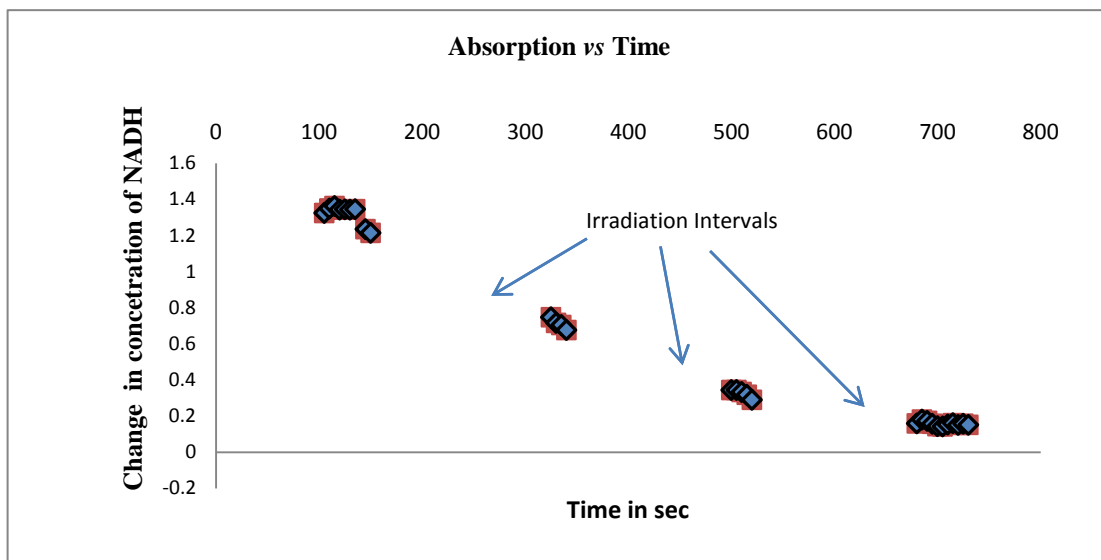 Absorption vs Time
0 100 200 300 400 500 600 700 800
1.6
1.4
1.2
1
0.8
0.6
0.4
0.2
0
-0.2
Change in concetration of NADH
Irradiation Intervals
Time in sec